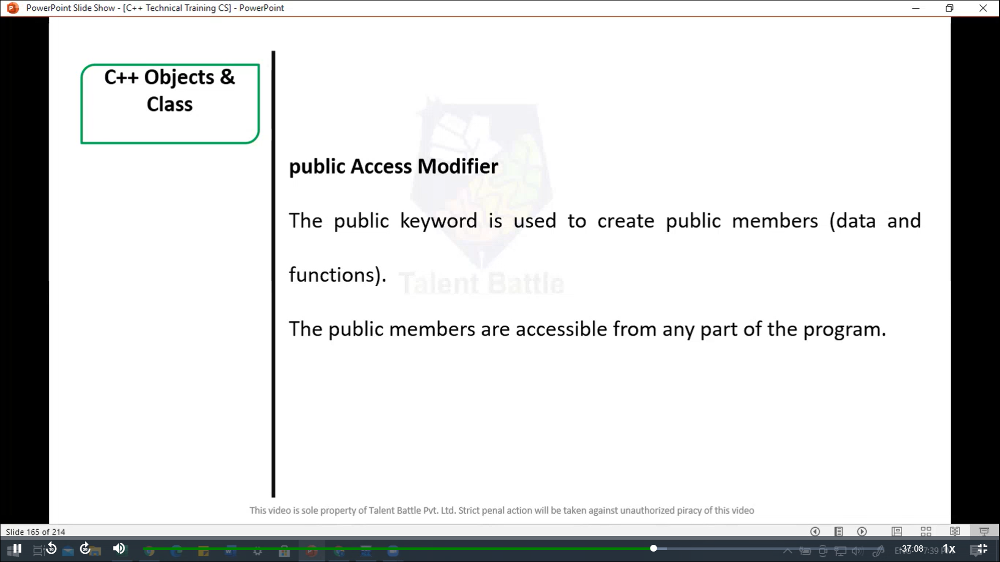 PowerPoint Slide Show - [C++ Technical Training CS] - PowerPoint
C++ Objects &
Class
public Access Modifier
The public keyword is used to create public members (data and
functions).
Talent Battle
The public members are accessible from any part of the program.
This video is sole property of Talent Battle Pvt. Ltd. Strict penal action will be taken against unauthorized piracy of this video
Slide 165 of 214
10
30
-37:08
1x